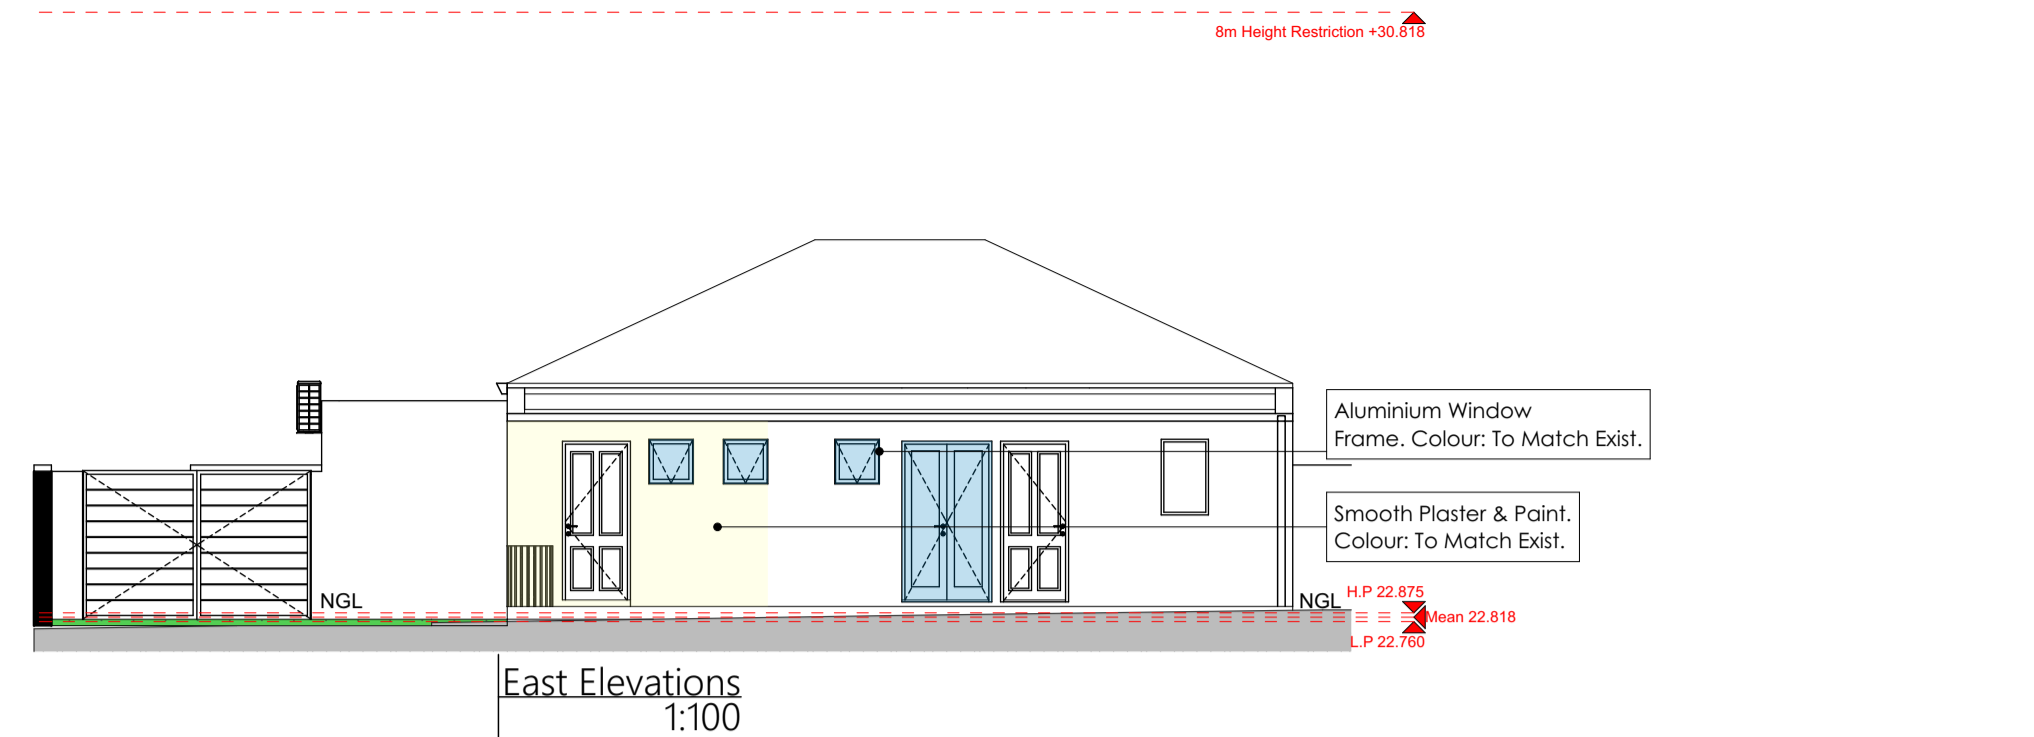 8m Height Restriction +30.818
Aluminium Window
Frame. Colour: To Match Exist.
Smooth Plaster & Paint.
Colour: To Match Exist.
NGL
NGL
H.P 22.875
Mean 22.818
L.P 22.760
East Elevations
1:100